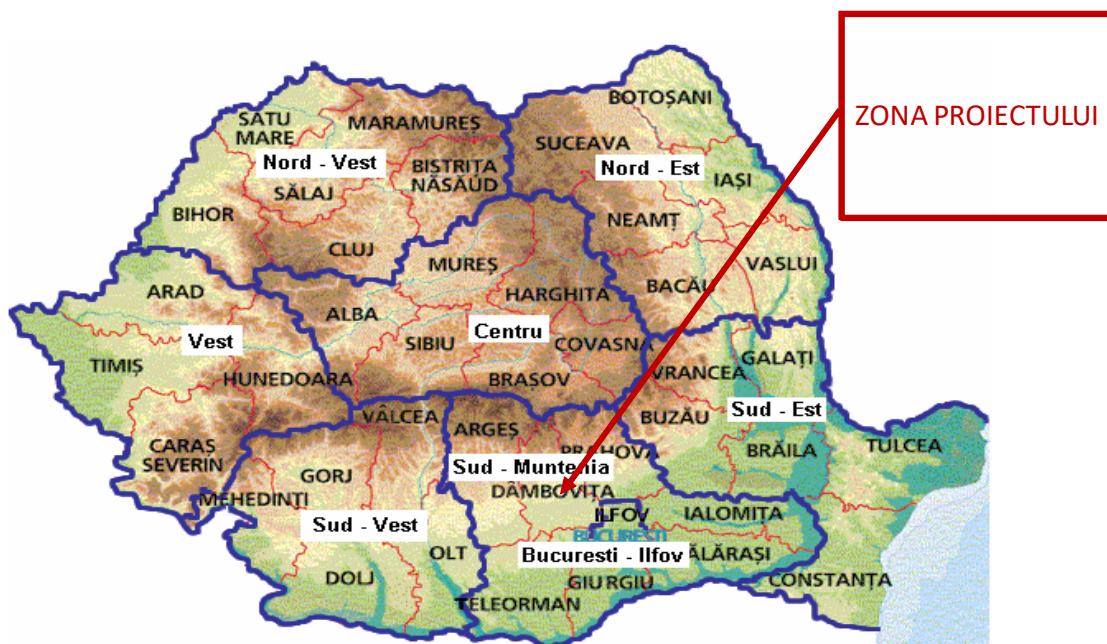 ZONA PROIECTULUI
BOTOȘANI
SATU
MARE
MARAMUREȘ
SUCEAVA
Nord - Vest
BISTRIȚA
NĂSĂUD
Nord - Est
IAȘI
SĂLAJ
BIHOR
NEAMȚ
CLUJ
MUREȘ
VASLUI
BACĂU
ARAD
HARGHITA
ALBA
Vest
SIBIU
Centru
COVASNA
TIMIȘ
GALAȚI
HUNEDOARA
BRAȘOV
VRANCEA
VÂLCEA
ARGEȘ
BUZĂU
Sud - Est
CARAȘ
SEVERIN
PRAHOVA
BRĂILA
TULCEA
GORJ
Sud - Muntenia
MEHEDINȚI
DÂMBOVIȚA
ILFOV
IALOMIȚA
Sud - Vest
BUCUREȘTI
OLT
Bucuresti - Ilfov
ĂLĂRAȘI
DOLJ
GIURGIU
CONSTANȚA
TELEORMAN